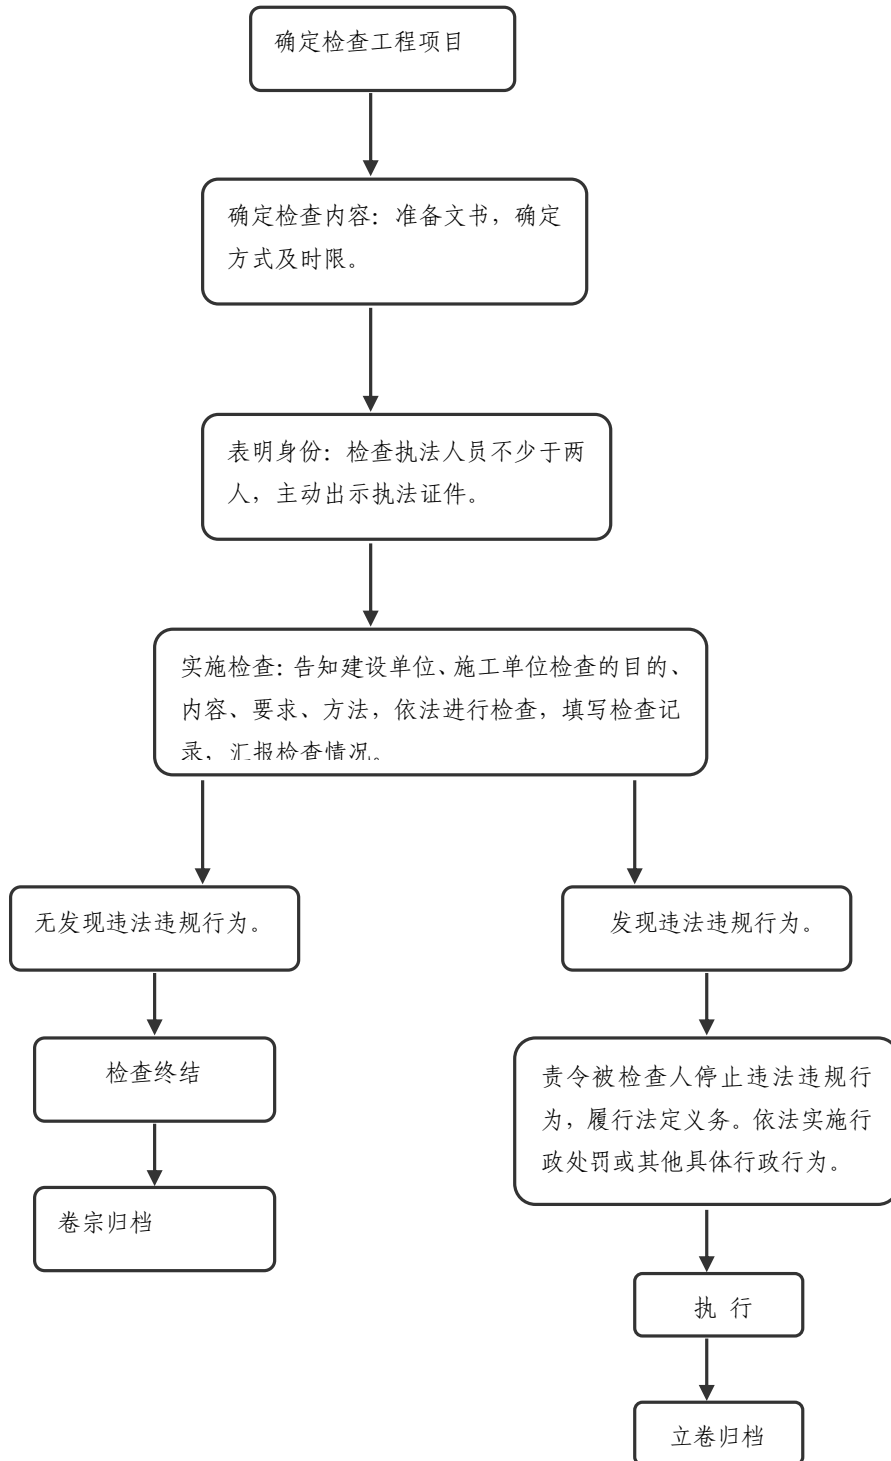 确定检查工程项目
确定检查内容：准备文书，确定
方式及时限。
表明身份：检查执法人员不少于两
人，主动出示执法证件。
实施检查：告知建设单位、施工单位检查的目的、
内容、要求、方法，依法进行检查，填写检查记
录，汇报检查情况。
无发现违法违规行为。
发现违法违规行为。
检查终结
责令被检查人停止违法违规行
为，履行法定义务。依法实施行
政处罚或其他具体行政行为。
卷宗归档
执 行
立卷归档